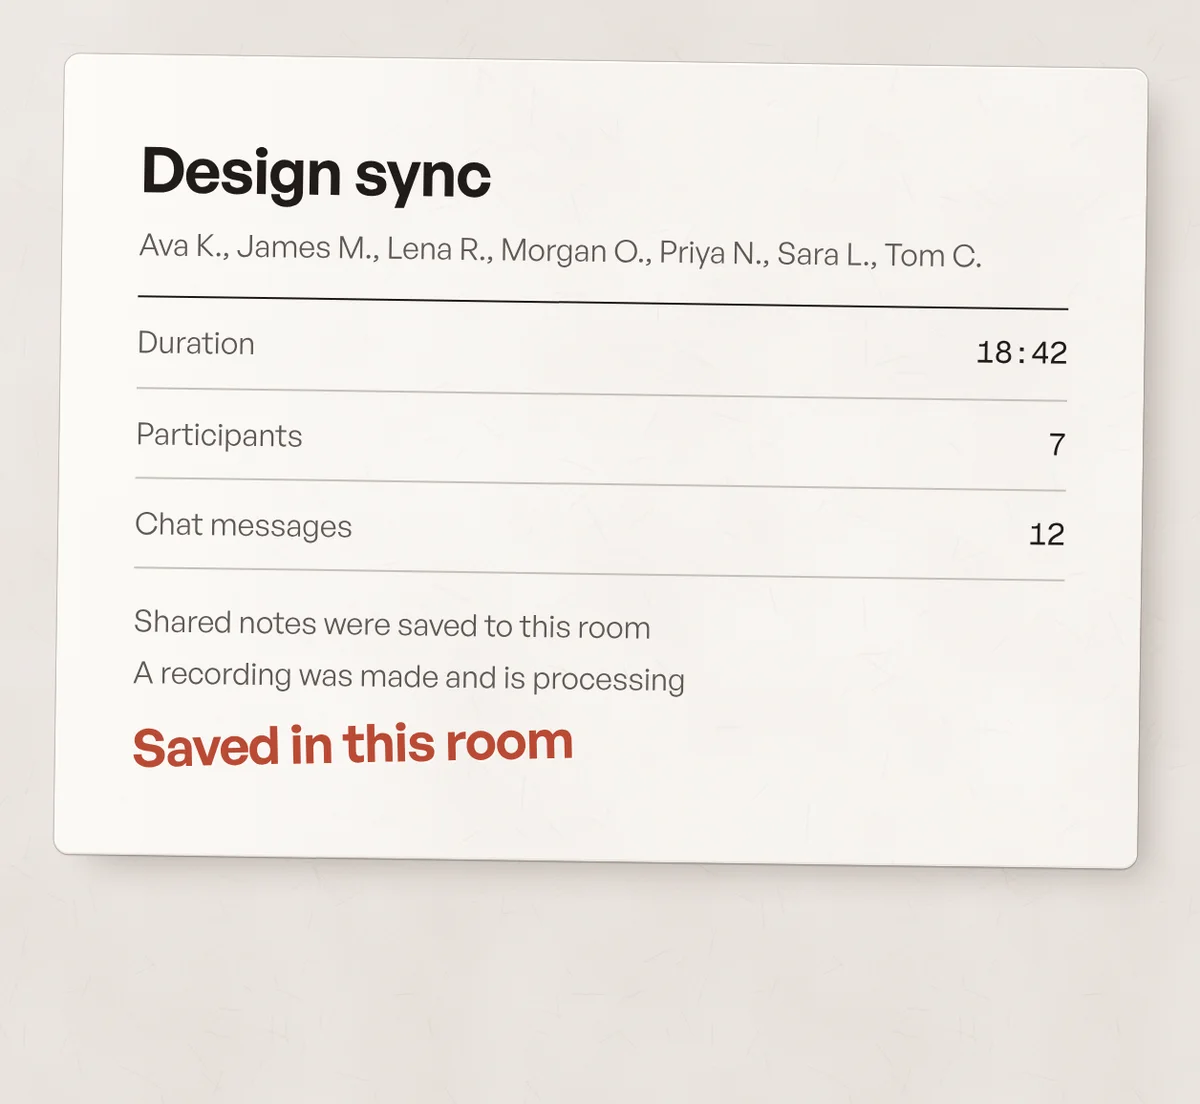 Design sync
Ava K., James M., Lena R., Morgan O., Priya N., Sara L., Tom C.
Duration 18:42
Participants 7
Chat messages 12
Shared notes were saved to this room
A recording was made and is processing
Saved in this room